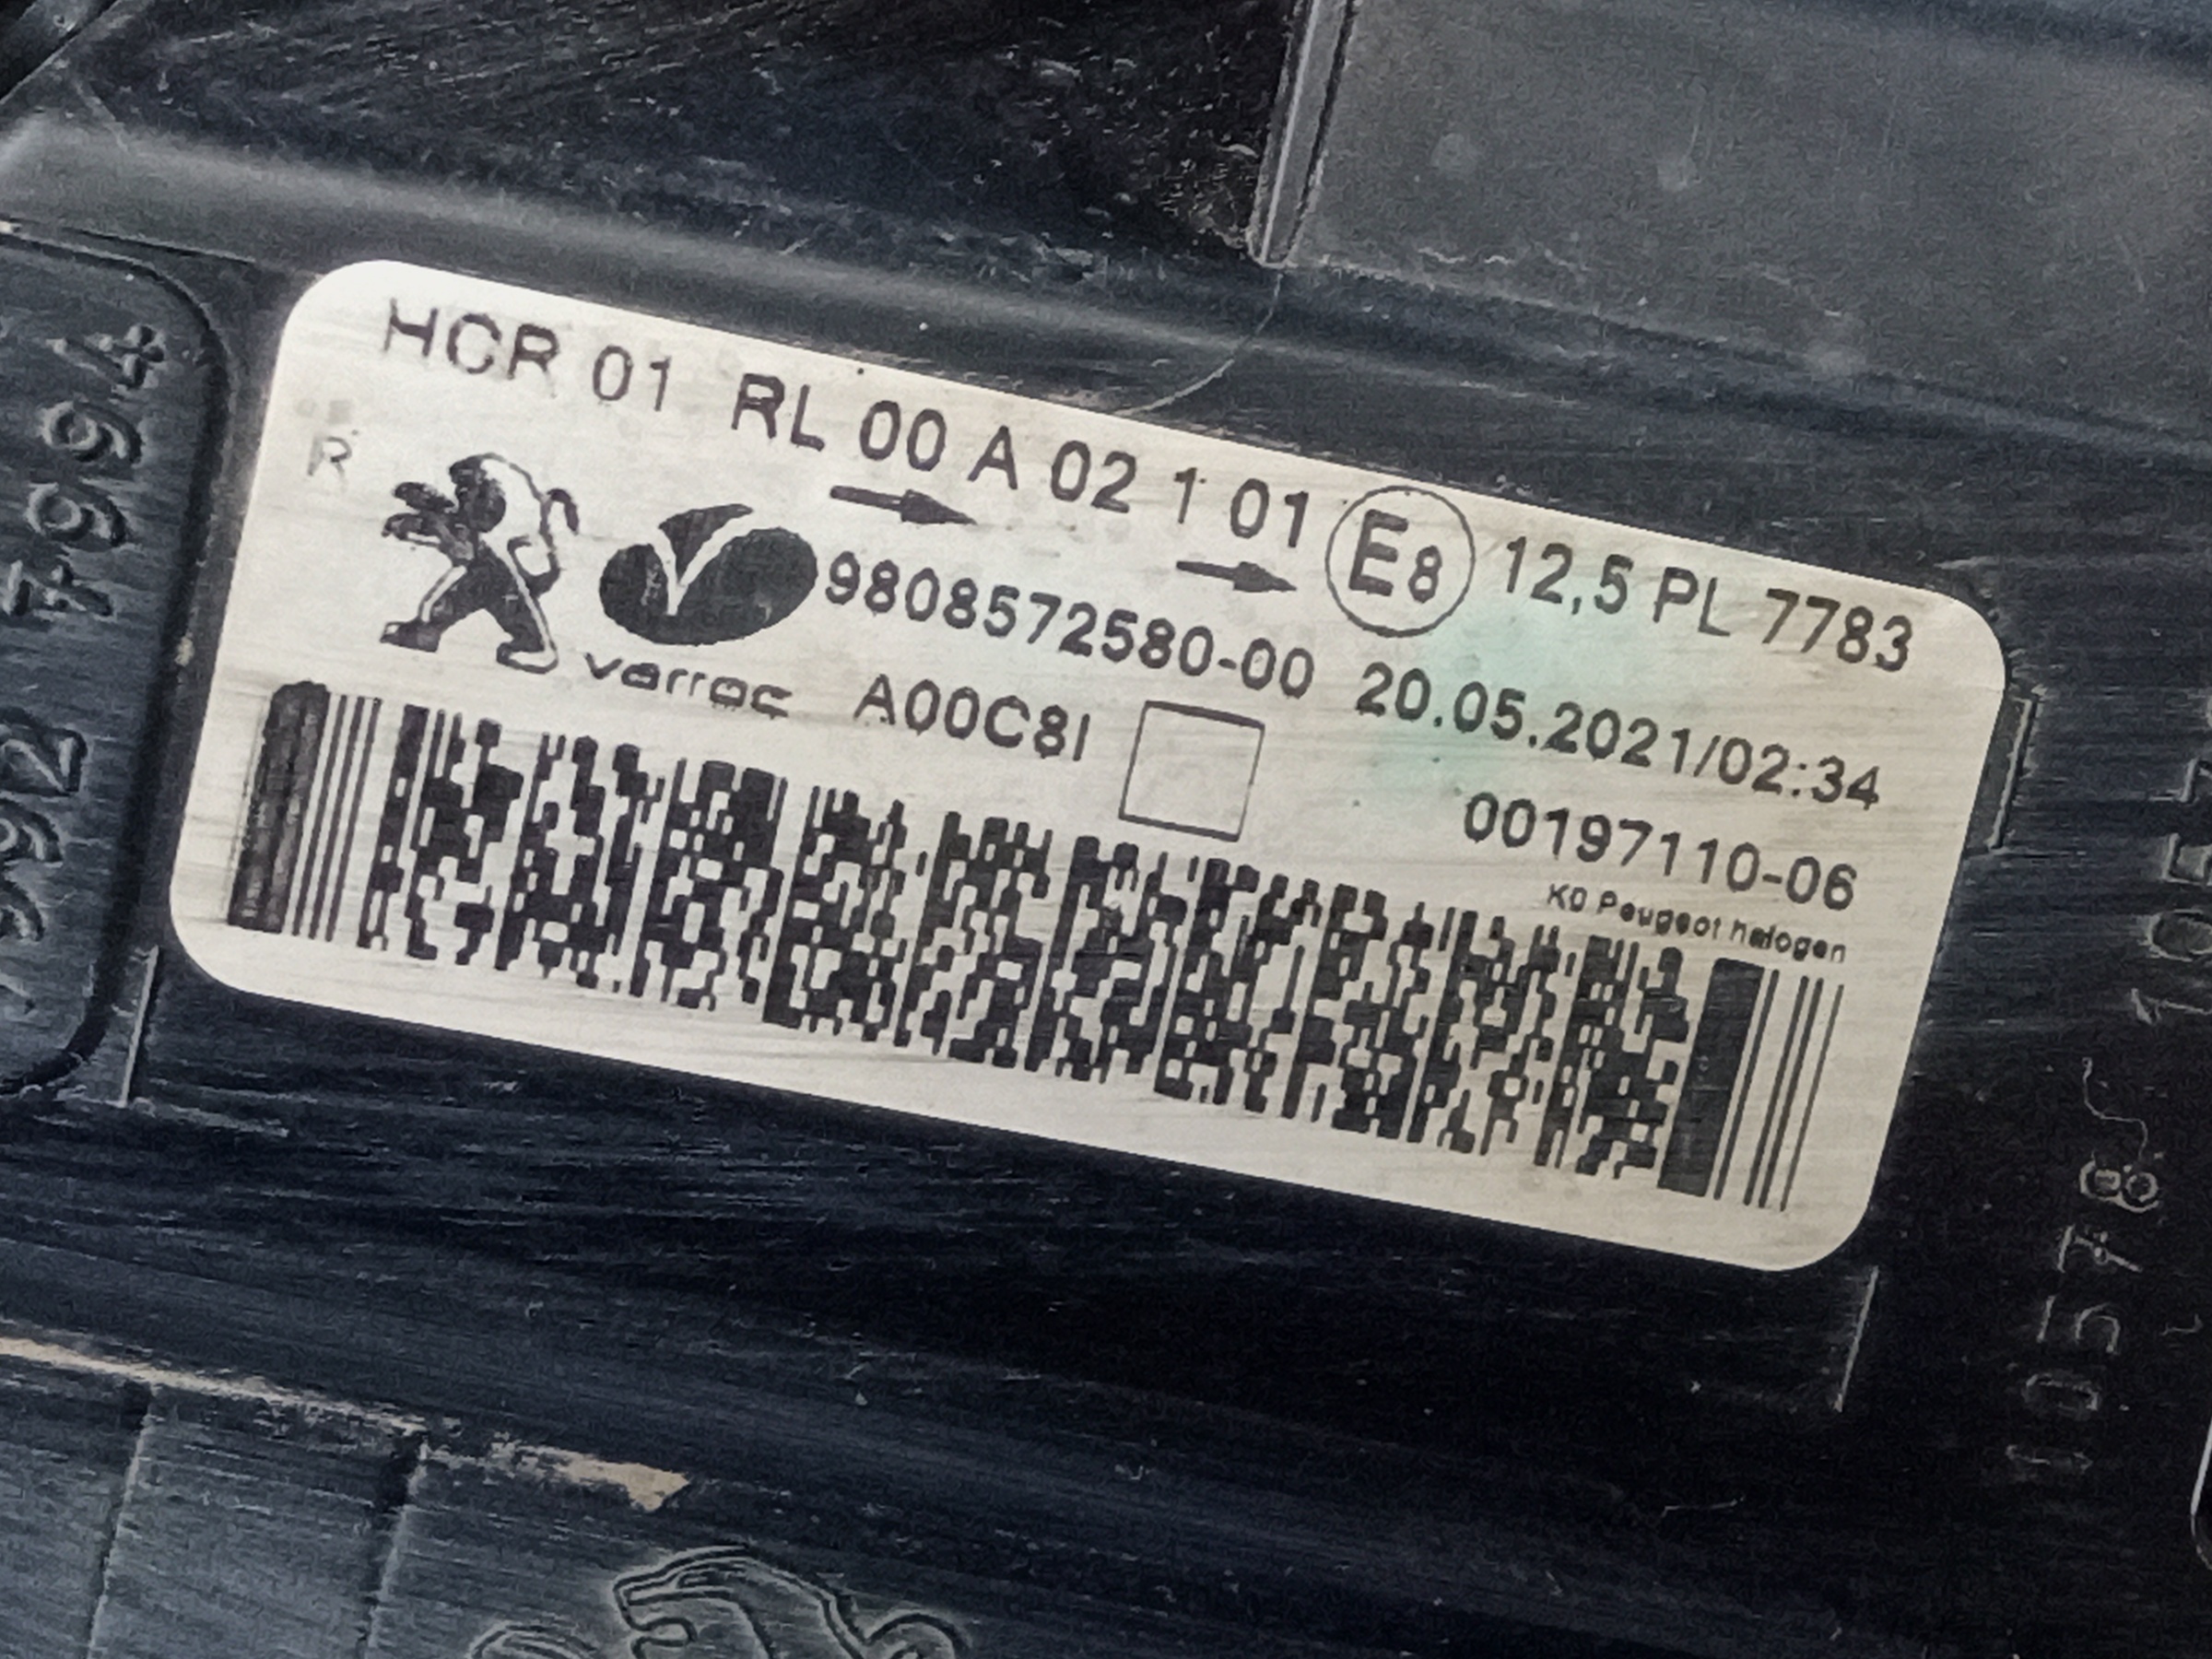 HCR 01 RL 00 A 02 1 01 E8 12,5 PL 7783
R
9808572580-00 20.05.2021/02:34
varroc A00C8I 00197110-06
K0 Peugeot halogen
10578